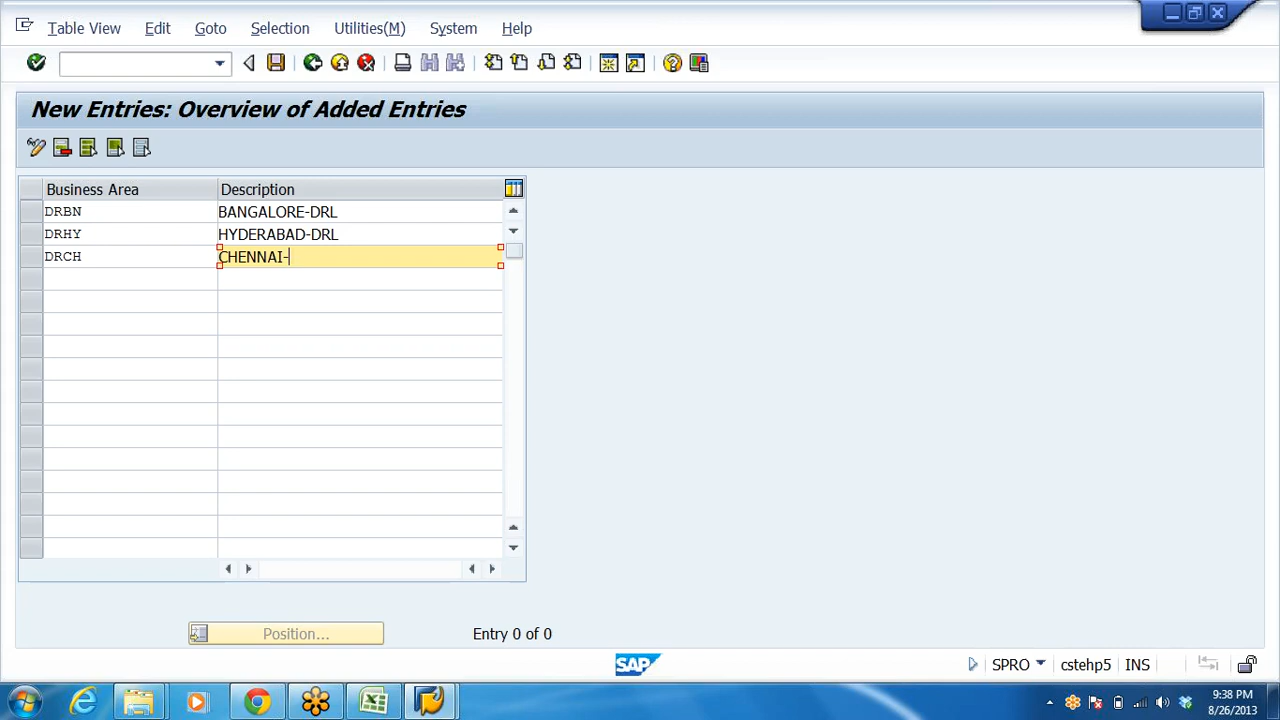 Table View Edit Goto Selection Utilities(M) System Help
New Entries: Overview of Added Entries
Business Area Description
DRBN BANGALORE-DRL
DRHY HYDERABAD-DRL
DRCH CHENNAI-
Position... Entry 0 of 0
SAP SPRO cstehp5 INS
9:38 PM
8/26/2013